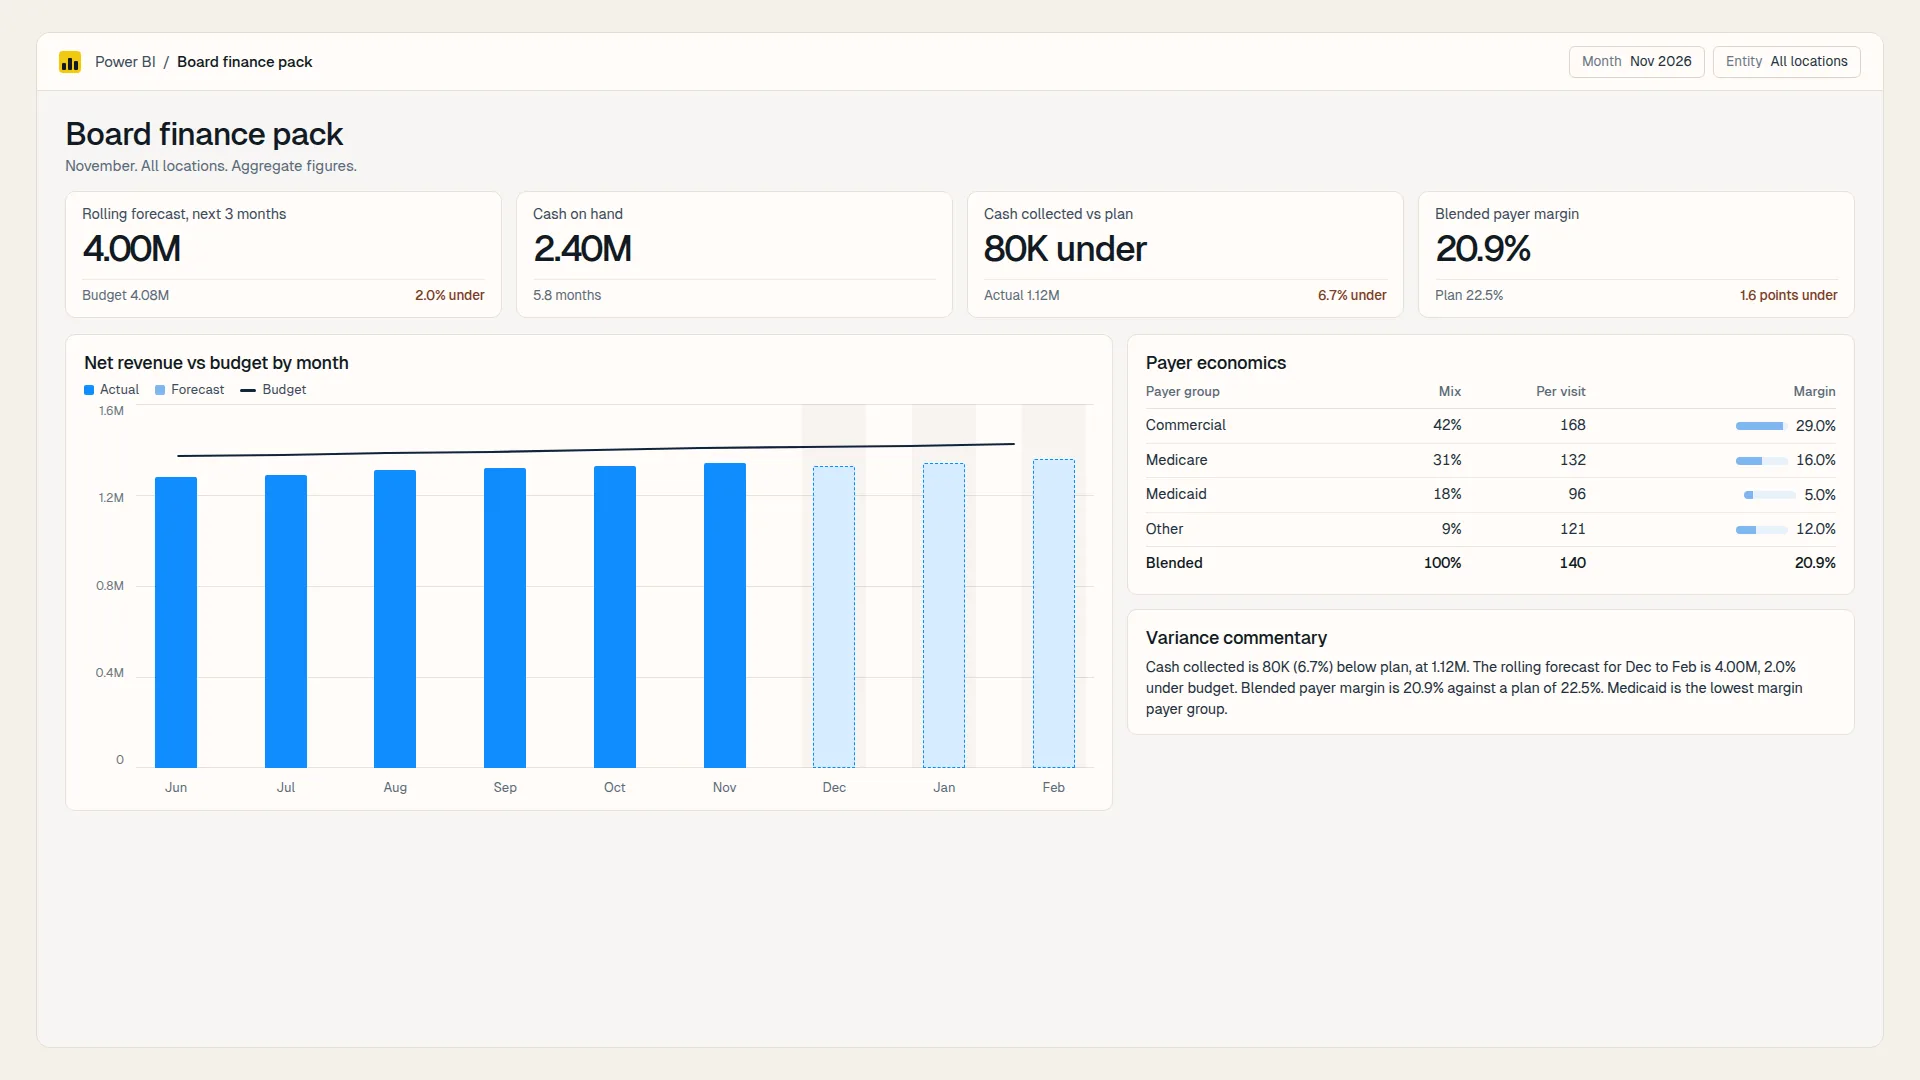 Power BI / Board finance pack
Month Nov 2026
Entity All locations
Board finance pack
November. All locations. Aggregate figures.
Rolling forecast, next 3 months
4.00M
Budget 4.08M 2.0% under
Cash on hand
2.40M
5.8 months
Cash collected vs plan
80K under
Actual 1.12M 6.7% under
Blended payer margin
20.9%
Plan 22.5% 1.6 points under
Net revenue vs budget by month
Actual Forecast Budget
1.6M
1.2M
0.8M
0.4M
0
Jun Jul Aug Sep Oct Nov Dec Jan Feb
Payer economics
Payer group Mix Per visit Margin
Commercial 42% 168 29.0%
Medicare 31% 132 16.0%
Medicaid 18% 96 5.0%
Other 9% 121 12.0%
Blended 100% 140 20.9%
Variance commentary
Cash collected is 80K (6.7%) below plan, at 1.12M. The rolling forecast for Dec to Feb is 4.00M, 2.0%
under budget. Blended payer margin is 20.9% against a plan of 22.5%. Medicaid is the lowest margin
payer group.